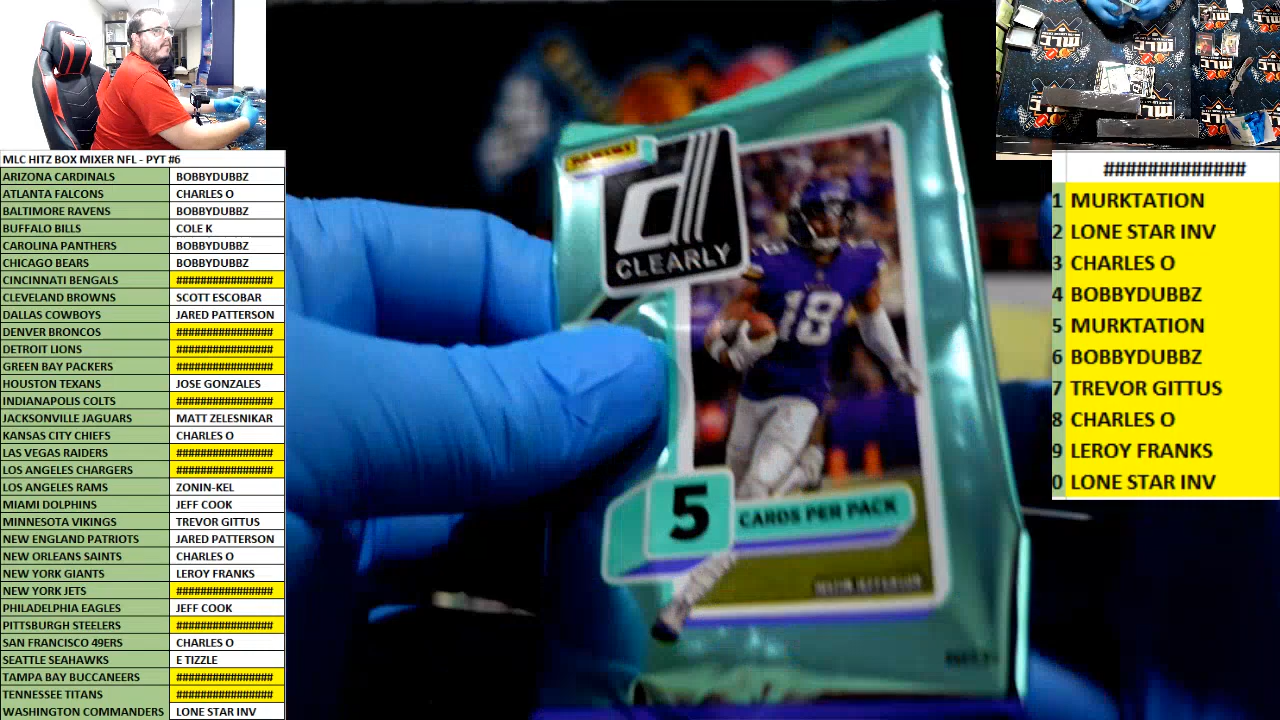 MLC HITZ BOX MIXER NFL - PYT #6
ARIZONA CARDINALS BOBBYDUBBZ
ATLANTA FALCONS CHARLES O
BALTIMORE RAVENS BOBBYDUBBZ
BUFFALO BILLS COLE K
CAROLINA PANTHERS BOBBYDUBBZ
CHICAGO BEARS BOBBYDUBBZ
CINCINNATI BENGALS ################
CLEVELAND BROWNS SCOTT ESCOBAR
DALLAS COWBOYS JARED PATTERSON
DENVER BRONCOS ################
DETROIT LIONS ################
GREEN BAY PACKERS ################
HOUSTON TEXANS JOSE GONZALES
INDIANAPOLIS COLTS ################
JACKSONVILLE JAGUARS MATT ZELESNIKAR
KANSAS CITY CHIEFS CHARLES O
LAS VEGAS RAIDERS ################
LOS ANGELES CHARGERS ################
LOS ANGELES RAMS ZONIN-KEL
MIAMI DOLPHINS JEFF COOK
MINNESOTA VIKINGS TREVOR GITTUS
NEW ENGLAND PATRIOTS JARED PATTERSON
NEW ORLEANS SAINTS CHARLES O
NEW YORK GIANTS LEROY FRANKS
NEW YORK JETS ################
PHILADELPHIA EAGLES JEFF COOK
PITTSBURGH STEELERS ################
SAN FRANCISCO 49ERS CHARLES O
SEATTLE SEAHAWKS E TIZZLE
TAMPA BAY BUCCANEERS ################
TENNESSEE TITANS ################
WASHINGTON COMMANDERS LONE STAR INV
PANINI
d
CLEARLY
18
5 CARDS PER PACK
MLC
#############
1 MURKTATION
2 LONE STAR INV
3 CHARLES O
4 BOBBYDUBBZ
5 MURKTATION
6 BOBBYDUBBZ
7 TREVOR GITTUS
8 CHARLES O
9 LEROY FRANKS
0 LONE STAR INV